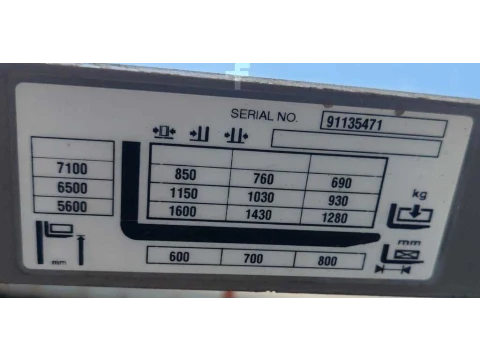 SERIAL NO. 91135471
7100 850 760 690
6500 1150 1030 930
5600 1600 1430 1280
kg
mm
mm
600 700 800